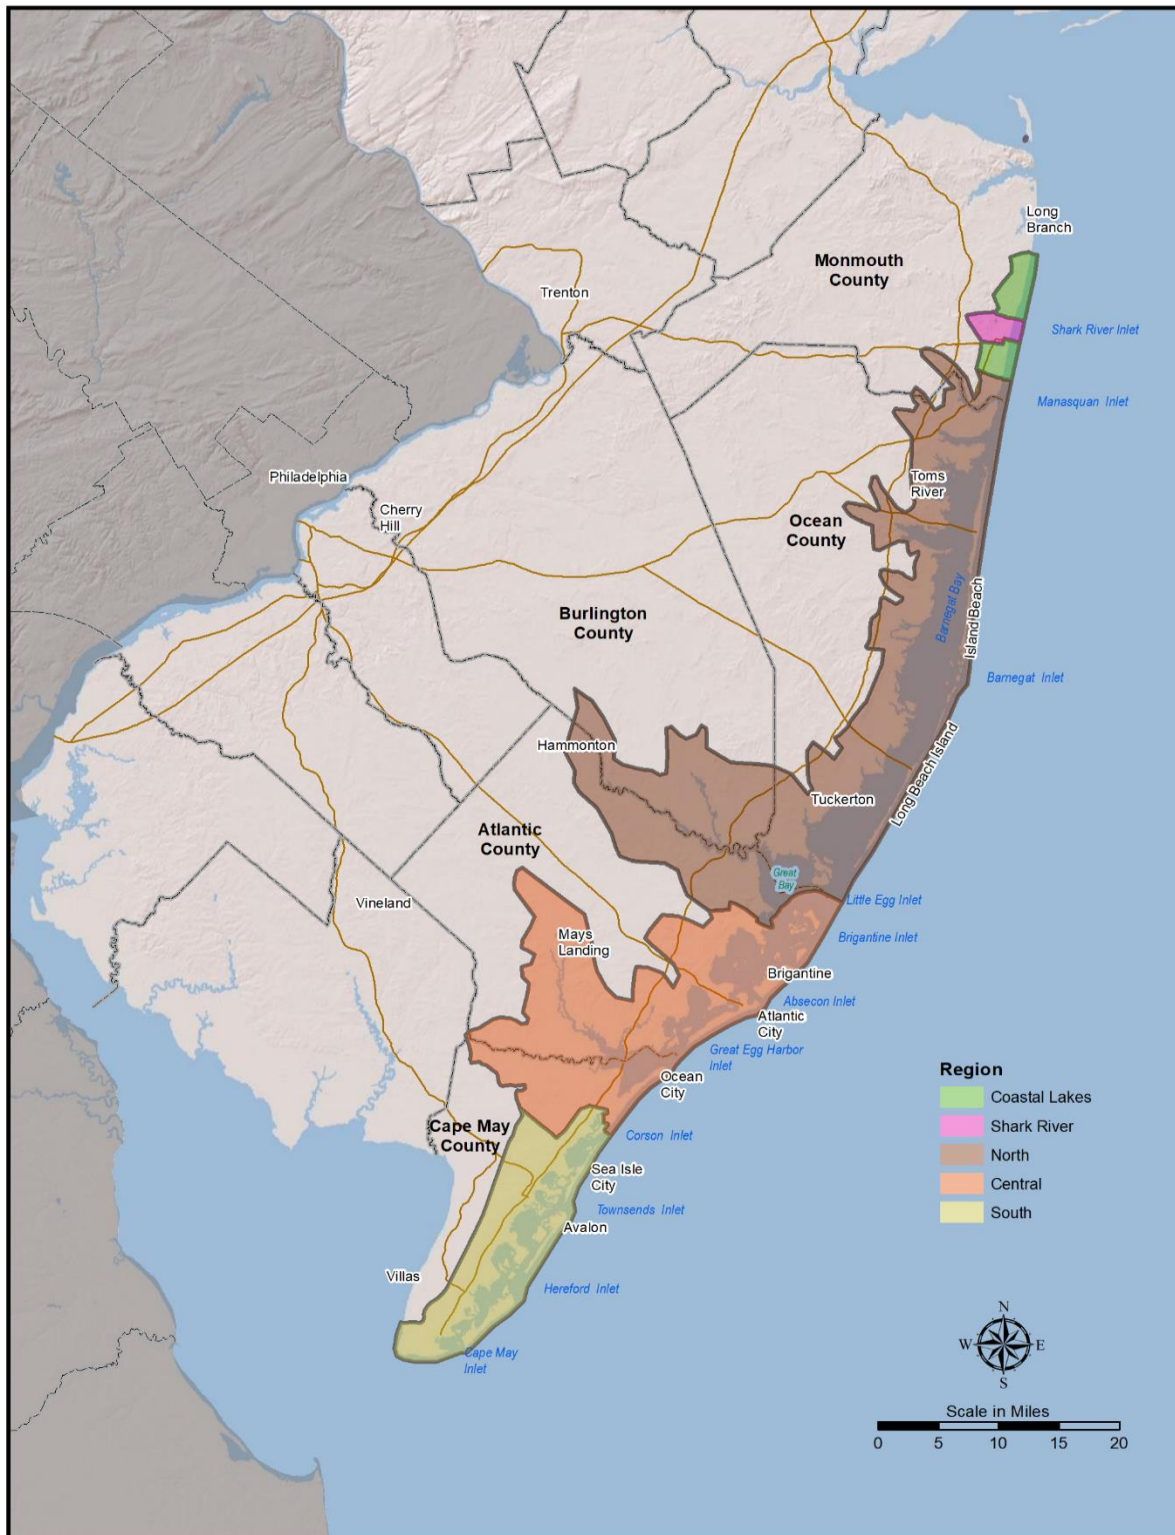 Long
Branch
Monmouth
County
Trenton
Shark River Inlet
Manasquan Inlet
Philadelphia
Toms
River
Cherry
Hill
Ocean
County
Burlington
County
Barnegat Bay
Island Beach
Barnegat Inlet
Hammonton
Long Beach Island
Tuckerton
Atlantic
County
Great
Bay
Little Egg Inlet
Vineland
Mays
Landing
Brigantine Inlet
Brigantine
Absecon Inlet
Atlantic
City
Great Egg Harbor
Inlet
Ocean
City
Cape May
County
Corson Inlet
Sea Isle
City
Townsends Inlet
Avalon
Villas
Hereford Inlet
Cape May
Inlet
Region
Coastal Lakes
Shark River
North
Central
South
N
W E
S
Scale in Miles
0 5 10 15 20